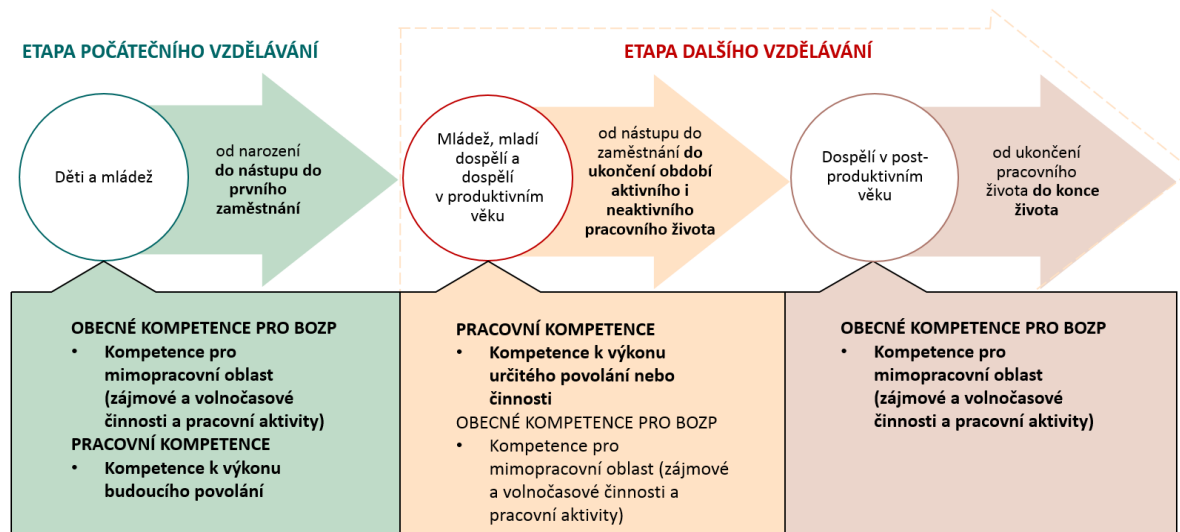 ETAPA POČÁTEČNÍHO VZDĚLÁVÁNÍ
ETAPA DALŠÍHO VZDĚLÁVÁNÍ
Děti a mládež
od narození
do nástupu do
prvního
zaměstnání
Mládež, mladí
dospělí a
dospělí
v produktivním
věku
od nástupu do
zaměstnání do
ukončení období
aktivního i
neaktivního
pracovního života
Dospělí v post-
produktivním
věku
od ukončení
pracovního
života do konce
života
OBECNÉ KOMPETENCE PRO BOZP
• Kompetence pro
mimopracovní oblast
(zájmové a volnočasové
činnosti a pracovní aktivity)
PRACOVNÍ KOMPETENCE
• Kompetence k výkonu
budoucího povolání
PRACOVNÍ KOMPETENCE
• Kompetence k výkonu
určitého povolání nebo
činnosti
OBECNÉ KOMPETENCE PRO BOZP
• Kompetence pro
mimopracovní oblast (zájmové
a volnočasové činnosti a
pracovní aktivity)
OBECNÉ KOMPETENCE PRO BOZP
• Kompetence pro
mimopracovní oblast
(zájmové a volnočasové
činnosti a pracovní aktivity)